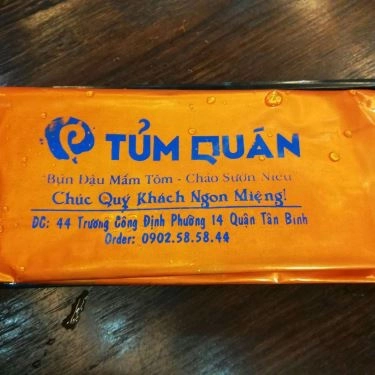 TỦM QUÁN
Bún Đậu Mắm Tôm - Cháo Sườn Niêu
Chúc Quý Khách Ngon Miệng!
ĐC: 44 Trương Công Định Phường 14 Quận Tân Bình
Order: 0902.58.58.44